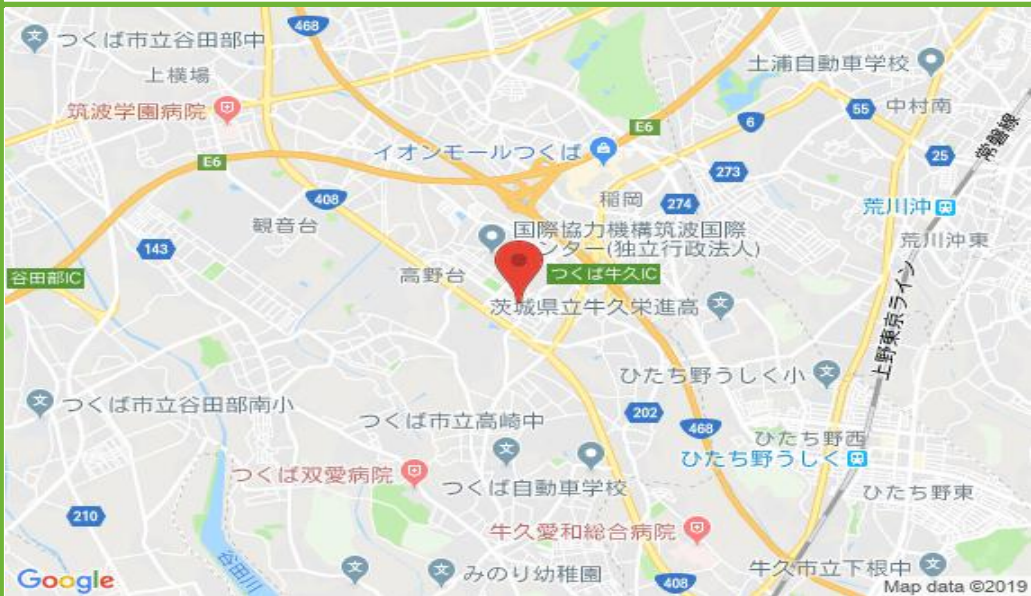 468
つくば市立谷田部中
上横場
土浦自動車学校
筑波学園病院
中村南
55
6
E6
常磐線
イオンモールつくば
E6
25
273
408
稲岡
274
荒川沖
観音台
国際協力機構筑波国際
ンター(独立行政法人)
荒川沖東
143
谷田部IC
高野台
つくば牛久IC
茨城県立牛久栄進高
上野東京ライン
ひたち野うしく小
つくば市立谷田部南小
つくば市立高崎中
202
468
ひたち野西
ひたち野うしく
つくば双愛病院
つくば自動車学校
ひたち野東
210
牛久愛和総合病院
谷田川
みのり幼稚園
408
牛久市立下根中
Google
Map data ©2019